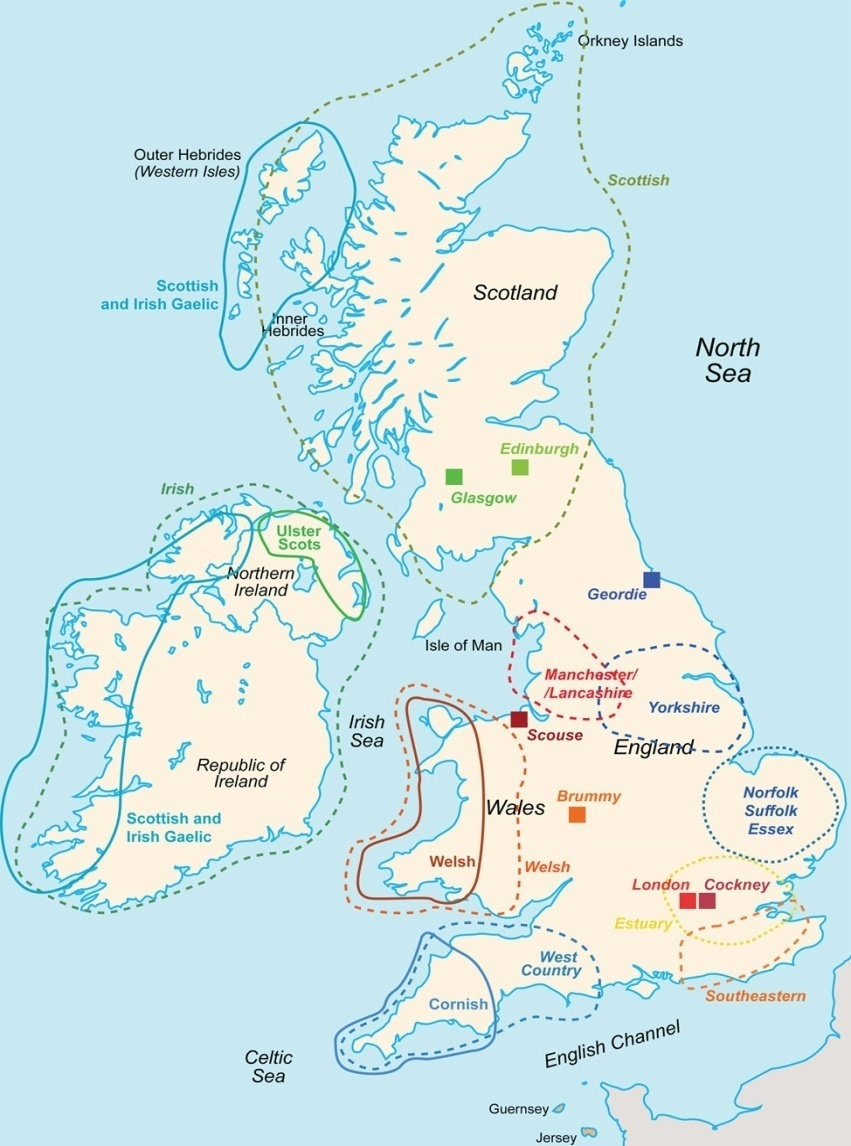 Orkney Islands
Outer Hebrides
(Western Isles)
Scottish
Scottish
and Irish Gaelic
Scotland
Inner
Hebrides
North
Sea
Edinburgh
Glasgow
Irish
Ulster
Scots
Northern
Ireland
Geordie
Isle of Man
Manchester/
/Lancashire
Yorkshire
Irish
Sea
Scouse
England
Republic of
Ireland
Norfolk
Suffolk
Essex
Wales
Brummy
Scottish and
Irish Gaelic
Welsh
Welsh
London
Cockney
Estuary
West
Country
Southeastern
Cornish
English Channel
Celtic
Sea
Guernsey
Jersey